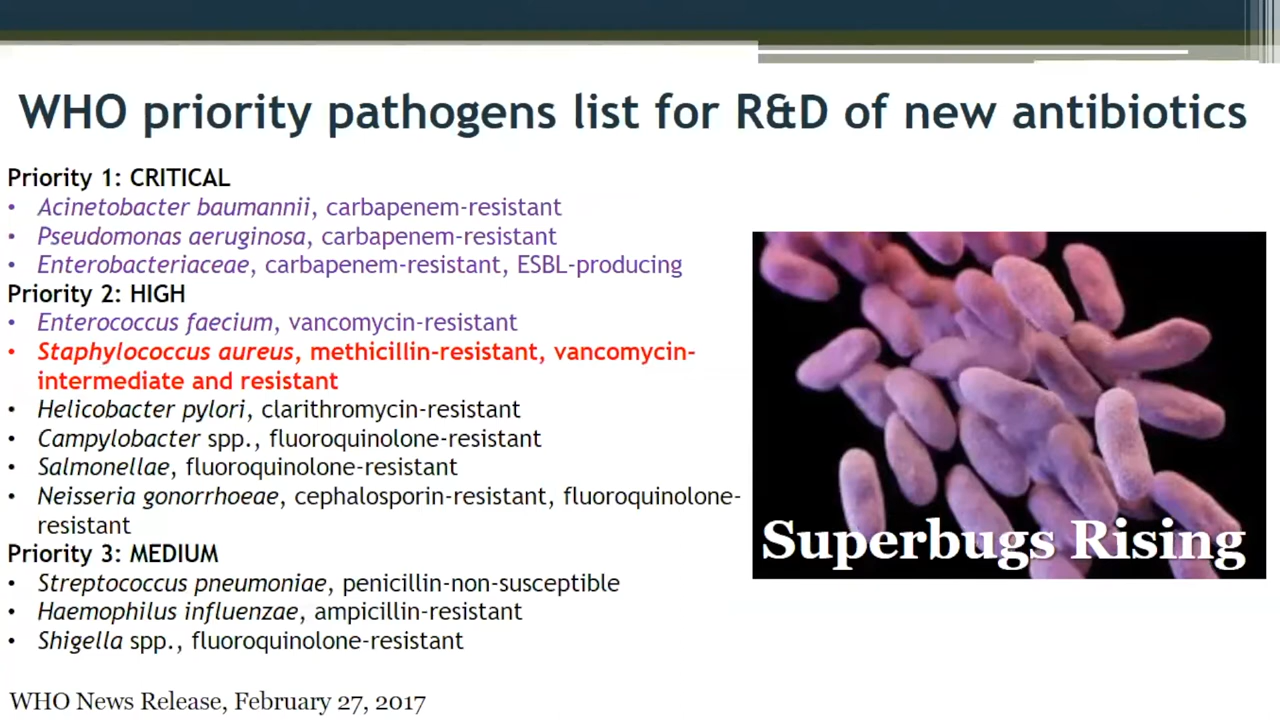 WHO priority pathogens list for R&D of new antibiotics
Priority 1: CRITICAL
• Acinetobacter baumannii, carbapenem-resistant
• Pseudomonas aeruginosa, carbapenem-resistant
• Enterobacteriaceae, carbapenem-resistant, ESBL-producing
Priority 2: HIGH
• Enterococcus faecium, vancomycin-resistant
• Staphylococcus aureus, methicillin-resistant, vancomycin-
intermediate and resistant
• Helicobacter pylori, clarithromycin-resistant
• Campylobacter spp., fluoroquinolone-resistant
• Salmonellae, fluoroquinolone-resistant
• Neisseria gonorrhoeae, cephalosporin-resistant, fluoroquinolone-
resistant
Priority 3: MEDIUM
• Streptococcus pneumoniae, penicillin-non-susceptible
• Haemophilus influenzae, ampicillin-resistant
• Shigella spp., fluoroquinolone-resistant
WHO News Release, February 27, 2017
Superbugs Rising